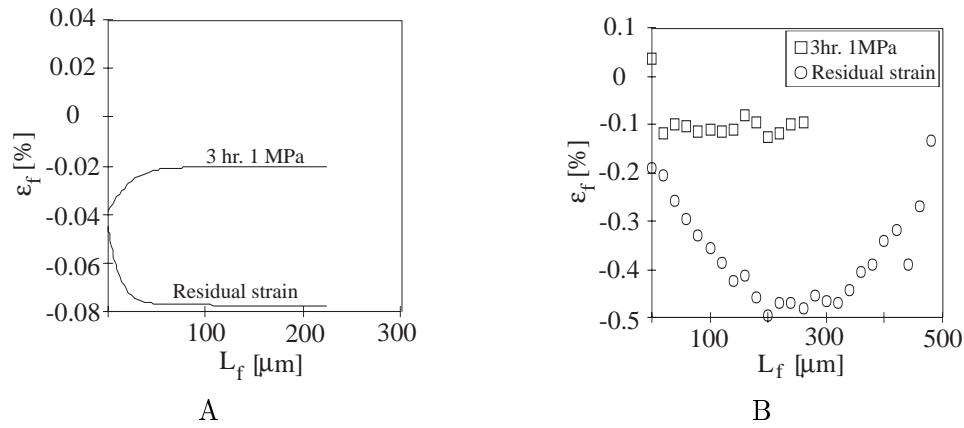 0.04
0.02
0
-0.02
-0.04
-0.06
-0.08
ε_f [%]
3 hr. 1 MPa
Residual strain
100
200
300
L_f [μm]
A
0.1
0
-0.1
-0.2
-0.3
-0.4
-0.5
ε_f [%]
3hr. 1MPa
Residual strain
100
300
500
L_f [μm]
B